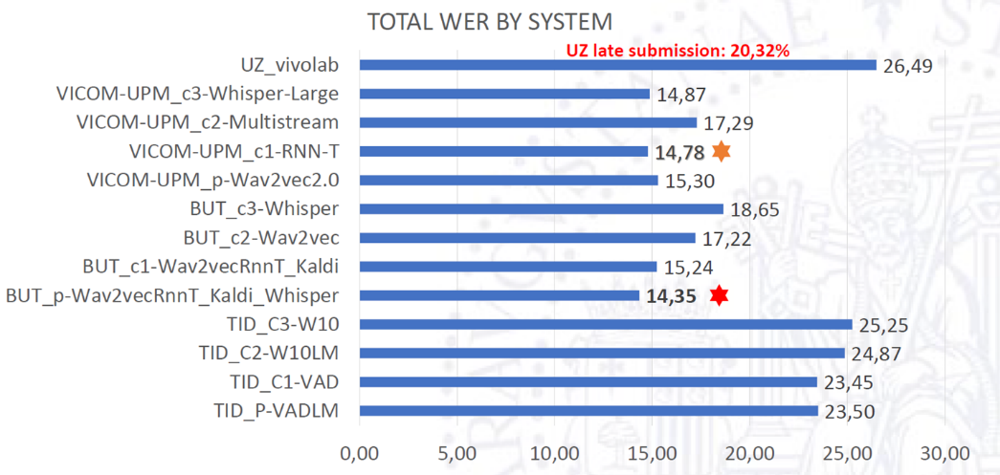 TOTAL WER BY SYSTEM
UZ late submission: 20,32%
UZ_vivolab 26,49
VICOM-UPM_c3-Whisper-Large 14,87
VICOM-UPM_c2-Multistream 17,29
VICOM-UPM_c1-RNN-T 14,78
VICOM-UPM_p-Wav2vec2.0 15,30
BUT_c3-Whisper 18,65
BUT_c2-Wav2vec 17,22
BUT_c1-Wav2vecRnnT_Kaldi 15,24
BUT_p-Wav2vecRnnT_Kaldi_Whisper 14,35
TID_C3-W10 25,25
TID_C2-W10LM 24,87
TID_C1-VAD 23,45
TID_P-VADLM 23,50
0,00 5,00 10,00 15,00 20,00 25,00 30,00